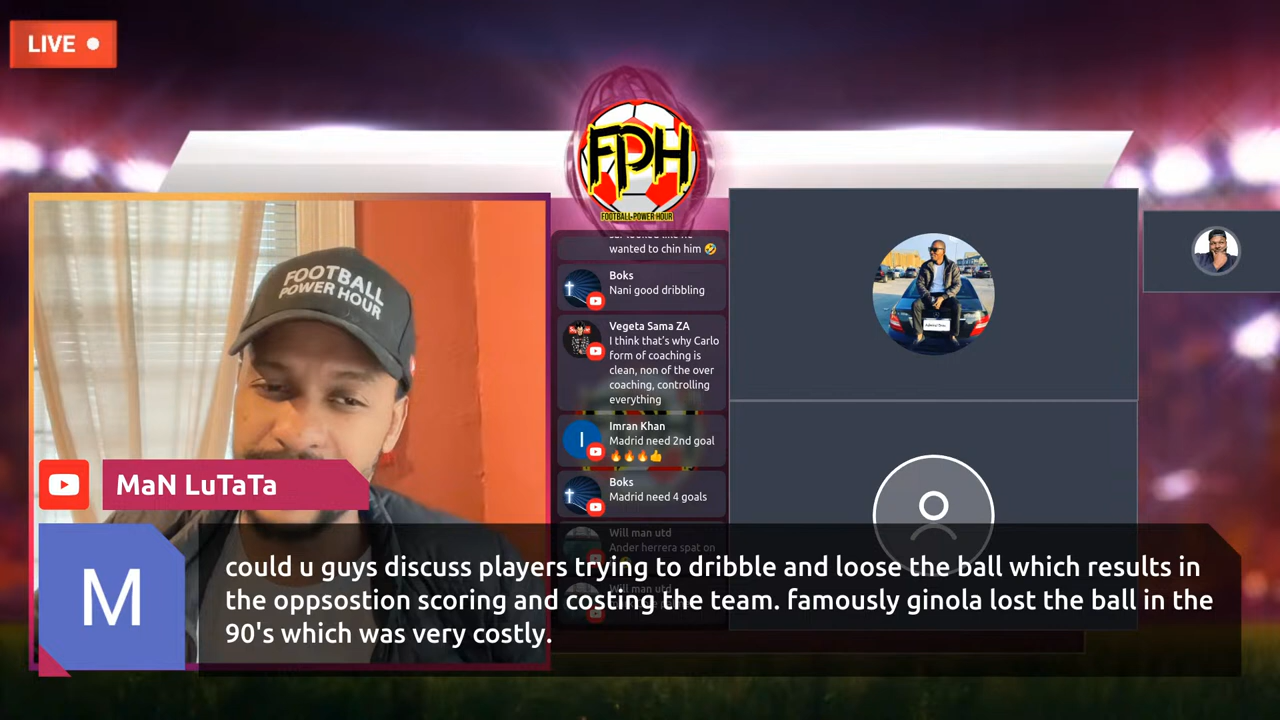 LIVE
FPH
FOOTBALL POWER HOUR
FOOTBALL
POWER HOUR
wanted to chin him 🤣
Boks
Nani good dribbling
Vegeta Sama ZA
I think that's why Carlo
form of coaching is
clean, non of the over
coaching, controlling
everything
Imran Khan
Madrid need 2nd goal
🔥🔥🔥👍
Boks
Madrid need 4 goals
Will man utd
Ander herrera spat on
Will man utd
MaN LuTaTa
M
could u guys discuss players trying to dribble and loose the ball which results in
the oppsostion scoring and costing the team. famously ginola lost the ball in the
90's which was very costly.